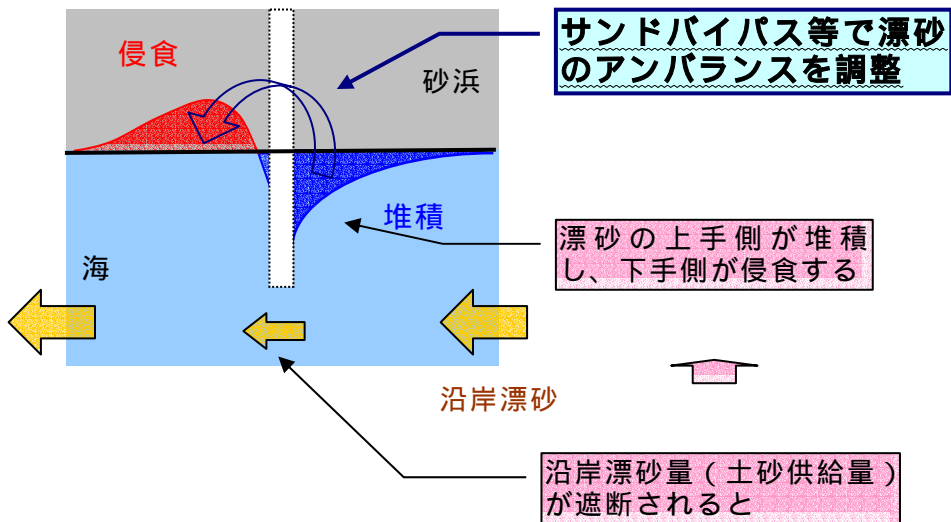 サンドバイパス等で漂砂
のアンバランスを調整
侵食
砂浜
堆積
漂砂の上手側が堆積
し、下手側が侵食する
海
沿岸漂砂
沿岸漂砂量(土砂供給量)
が遮断されると